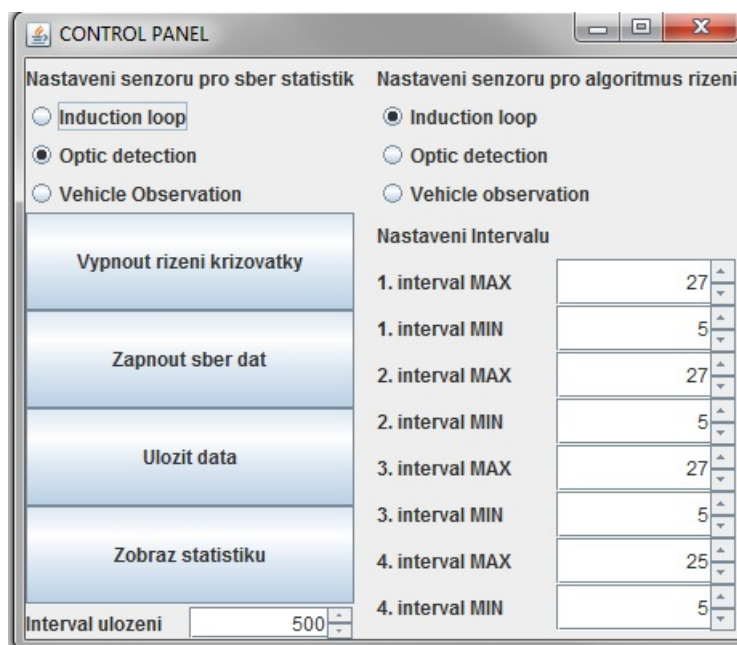 CONTROL PANEL
Nastaveni senzoru pro sber statistik
Induction loop
Optic detection
Vehicle Observation
Vypnout rizeni krizovatky
Zapnout sber dat
Ulozit data
Zobraz statistiku
Interval ulozeni 500
Nastaveni senzoru pro algoritmus rizeni
Induction loop
Optic detection
Vehicle observation
Nastaveni Intervalu
1. interval MAX 27
1. interval MIN 5
2. interval MAX 27
2. interval MIN 5
3. interval MAX 27
3. interval MIN 5
4. interval MAX 25
4. interval MIN 5